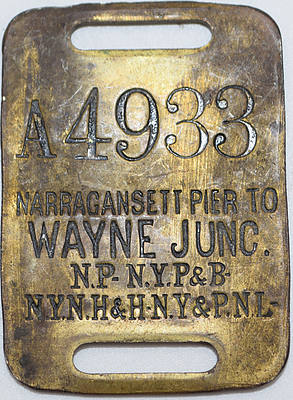 A4933
NARRAGANSETT PIER TO
WAYNE JUNC.
N.P- N.Y.P&B-
N.Y.N.H&H-N.Y&P.N.L-